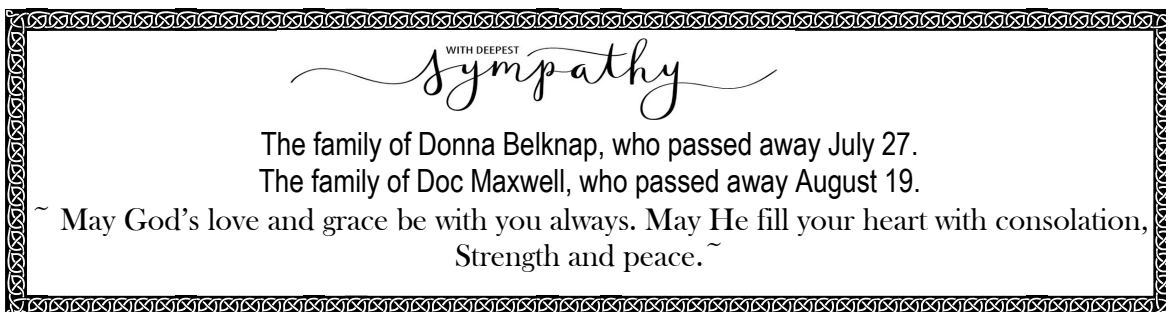 WITH DEEPEST
sympathy
The family of Donna Belknap, who passed away July 27.
The family of Doc Maxwell, who passed away August 19.
~ May God’s love and grace be with you always. May He fill your heart with consolation,
Strength and peace.~